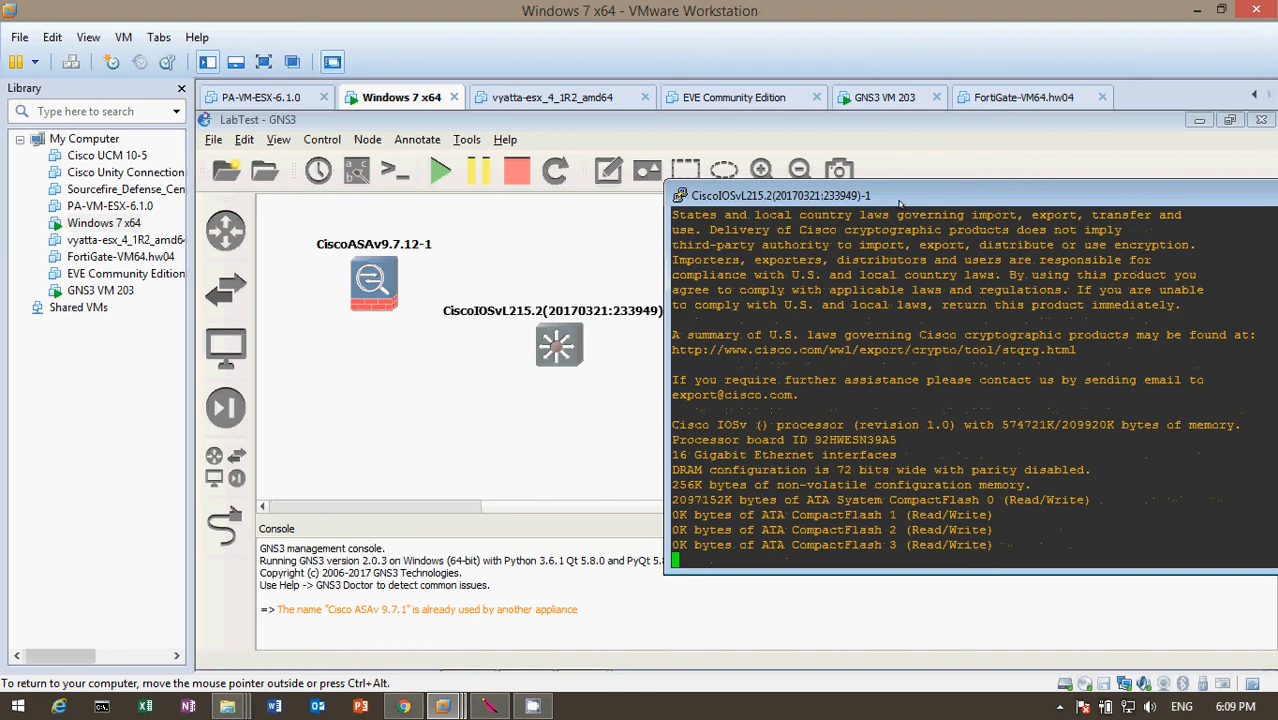 Windows 7 x64 - VMware Workstation
File Edit View VM Tabs Help
Library
Type here to search
My Computer
Cisco UCM 10-5
Cisco Unity Connection
Sourcefire_Defense_Cen
PA-VM-ESX-6.1.0
Windows 7 x64
vyatta-esx_4_1R2_amd64
FortiGate-VM64.hw04
EVE Community Edition
GNS3 VM 203
Shared VMs
PA-VM-ESX-6.1.0 Windows 7 x64 vyatta-esx_4_1R2_amd64 EVE Community Edition GNS3 VM 203 FortiGate-VM64.hw04
LabTest - GNS3
File Edit View Control Node Annotate Tools Help
CiscoASAv9.7.12-1
CiscoIOSvL215.2(20170321:233949)
CiscoIOSvL215.2(20170321:233949)-1
States and local country laws governing import, export, transfer and
use. Delivery of Cisco cryptographic products does not imply
third-party authority to import, export, distribute or use encryption.
Importers, exporters, distributors and users are responsible for
compliance with U.S. and local country laws. By using this product you
agree to comply with applicable laws and regulations. If you are unable
to comply with U.S. and local laws, return this product immediately.
A summary of U.S. laws governing Cisco cryptographic products may be found at:
http://www.cisco.com/wwl/export/crypto/tool/stqrg.html
If you require further assistance please contact us by sending email to
export@cisco.com.
Cisco IOSv () processor (revision 1.0) with 574721K/209920K bytes of memory.
Processor board ID 92HWESN39A5
16 Gigabit Ethernet interfaces
DRAM configuration is 72 bits wide with parity disabled.
256K bytes of non-volatile configuration memory.
2097152K bytes of ATA System CompactFlash 0 (Read/Write)
0K bytes of ATA CompactFlash 1 (Read/Write)
0K bytes of ATA CompactFlash 2 (Read/Write)
0K bytes of ATA CompactFlash 3 (Read/Write)
Console
GNS3 management console.
Running GNS3 version 2.0.3 on Windows (64-bit) with Python 3.6.1 Qt 5.8.0 and PyQt 5.
Copyright (c) 2006-2017 GNS3 Technologies.
Use Help -> GNS3 Doctor to detect common issues.
=> The name "Cisco ASAv 9.7.1" is already used by another appliance
To return to your computer, move the mouse pointer outside or press Ctrl+Alt.
ENG 6:09 PM